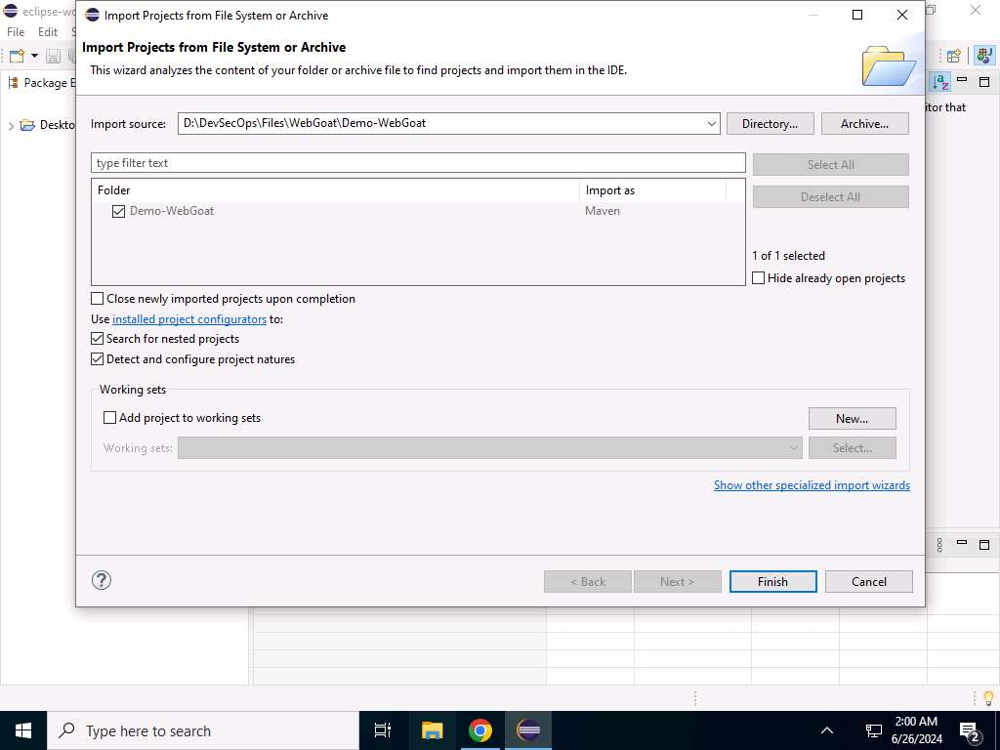 eclipse-wo
Import Projects from File System or Archive
File Edit S
Import Projects from File System or Archive
This wizard analyzes the content of your folder or archive file to find projects and import them in the IDE.
Package E
Import source: D:\DevSecOps\Files\WebGoat\Demo-WebGoat Directory... Archive...
itor that
Deskto
type filter text Select All
Folder Import as
Deselect All
Demo-WebGoat Maven
1 of 1 selected
Hide already open projects
Close newly imported projects upon completion
Use installed project configurators to:
Search for nested projects
Detect and configure project natures
Working sets
Add project to working sets New...
Working sets: Select...
Show other specialized import wizards
? < Back Next > Finish Cancel
Type here to search
2:00 AM
6/26/2024
2